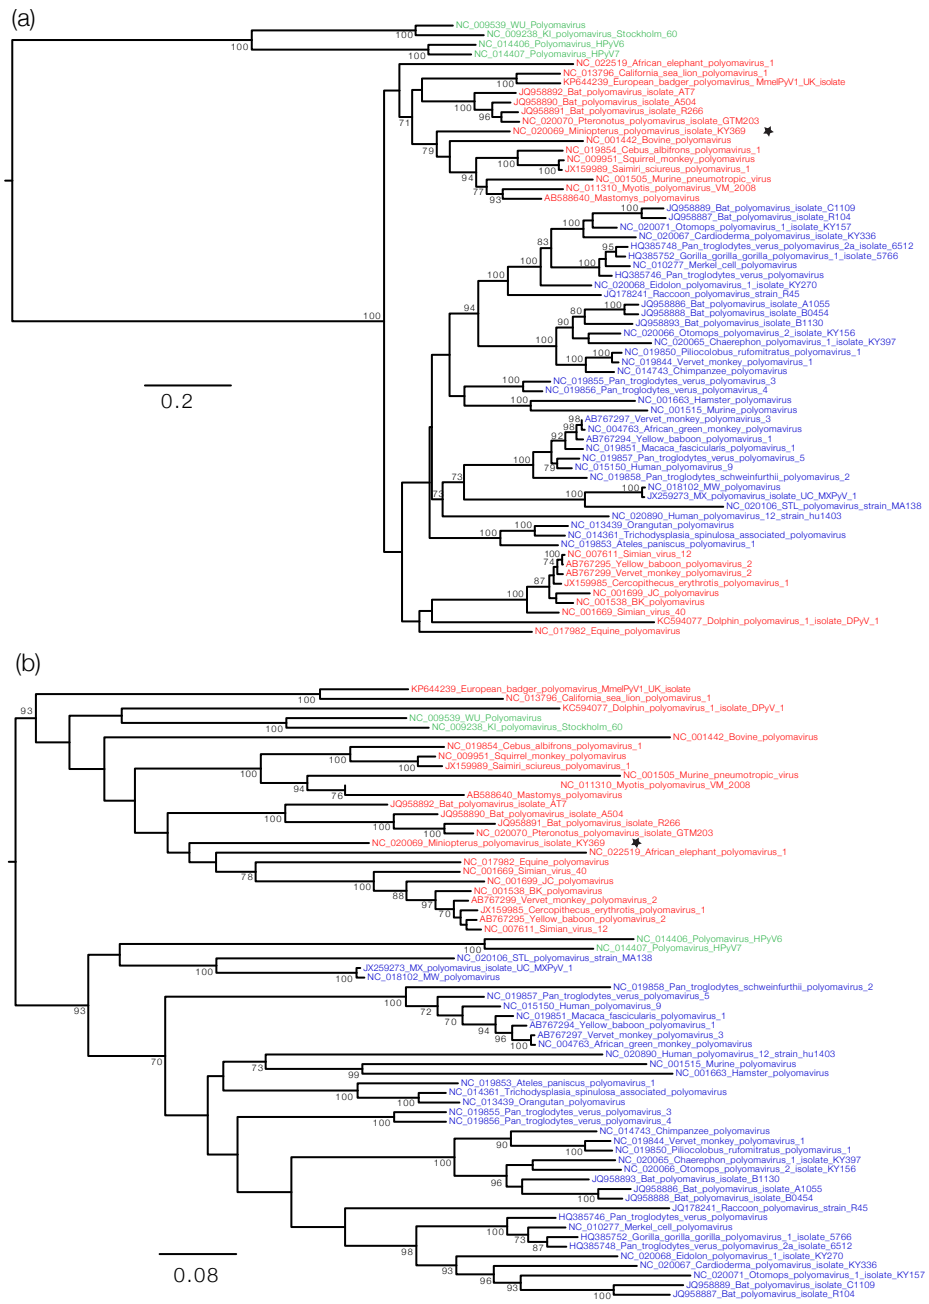 (a)
NC_009539_WU_Polyomavirus
100
NC_009238_KI_polyomavirus_Stockholm_60
100
NC_014406_Polyomavirus_HPyV6
100
NC_014407_Polyomavirus_HPyV7
NC_022519_African_elephant_polyomavirus_1
NC_013796_California_sea_lion_polyomavirus_1
100
KP644239_European_badger_polyomavirus_MmelPyV1_UK_isolate
JQ958892_Bat_polyomavirus_isolate_AT7
100
JQ958890_Bat_polyomavirus_isolate_A504
JQ958891_Bat_polyomavirus_isolate_R266
96
NC_020070_Pteronotus_polyomavirus_isolate_GTM203
71
NC_020069_Miniopterus_polyomavirus_isolate_KY369
NC_001442_Bovine_polyomavirus
79
NC_019854_Cebus_albifrons_polyomavirus_1
100
NC_009951_Squirrel_monkey_polyomavirus
100
JX159989_Saimiri_sciureus_polyomavirus_1
94
NC_001505_Murine_pneumotropic_virus
77
NC_011310_Myotis_polyomavirus_VM_2008
93
AB588640_Mastomys_polyomavirus
100
JQ958889_Bat_polyomavirus_isolate_C1109
JQ958887_Bat_polyomavirus_isolate_R104
100
NC_020071_Otomops_polyomavirus_1_isolate_KY157
NC_020067_Cardioderma_polyomavirus_isolate_KY336
83
95
HQ385748_Pan_troglodytes_verus_polyomavirus_2a_isolate_6512
HQ385752_Gorilla_gorilla_gorilla_polyomavirus_1_isolate_5766
100
NC_010277_Merkel_cell_polyomavirus
100
HQ385746_Pan_troglodytes_verus_polyomavirus
100
NC_020068_Eidolon_polyomavirus_1_isolate_KY270
JQ178241_Raccoon_polyomavirus_strain_R45
94
100
JQ958886_Bat_polyomavirus_isolate_A1055
80
JQ958888_Bat_polyomavirus_isolate_B0454
100
90
JQ958893_Bat_polyomavirus_isolate_B1130
NC_020066_Otomops_polyomavirus_2_isolate_KY156
NC_020065_Chaerephon_polyomavirus_1_isolate_KY397
100
100
NC_019850_Piliocolobus_rufomitratus_polyomavirus_1
NC_019844_Vervet_monkey_polyomavirus_1
100
NC_014743_Chimpanzee_polyomavirus
100
NC_019855_Pan_troglodytes_verus_polyomavirus_3
NC_019856_Pan_troglodytes_verus_polyomavirus_4
0.2
100
NC_001663_Hamster_polyomavirus
NC_001515_Murine_polyomavirus
98
AB767297_Vervet_monkey_polyomavirus_3
98
NC_004763_African_green_monkey_polyomavirus
92
AB767294_Yellow_baboon_polyomavirus_1
NC_019851_Macaca_fascicularis_polyomavirus_1
100
NC_019857_Pan_troglodytes_verus_polyomavirus_5
79
NC_015150_Human_polyomavirus_9
73
NC_019858_Pan_troglodytes_schweinfurthii_polyomavirus_2
100
NC_018102_MW_polyomavirus
73
100
JX259273_MX_polyomavirus_isolate_UC_MXPyV_1
NC_020106_STL_polyomavirus_strain_MA138
NC_020890_Human_polyomavirus_12_strain_hu1403
100
NC_013439_Orangutan_polyomavirus
100
NC_014361_Trichodysplasia_spinulosa_associated_polyomavirus
NC_019853_Ateles_paniscus_polyomavirus_1
100
NC_007611_Simian_virus_12
74
AB767295_Yellow_baboon_polyomavirus_2
AB767299_Vervet_monkey_polyomavirus_2
87
JX159985_Cercopithecus_erythrotis_polyomavirus_1
100
NC_001699_JC_polyomavirus
NC_001538_BK_polyomavirus
NC_001669_Simian_virus_40
KC594077_Dolphin_polyomavirus_1_isolate_DPyV_1
NC_017982_Equine_polyomavirus
(b)
KP644239_European_badger_polyomavirus_MmelPyV1_UK_isolate
100
NC_013796_California_sea_lion_polyomavirus_1
93
KC594077_Dolphin_polyomavirus_1_isolate_DPyV_1
NC_009539_WU_Polyomavirus
100
NC_009238_KI_polyomavirus_Stockholm_60
NC_001442_Bovine_polyomavirus
NC_019854_Cebus_albifrons_polyomavirus_1
100
NC_009951_Squirrel_monkey_polyomavirus
100
JX159989_Saimiri_sciureus_polyomavirus_1
100
NC_001505_Murine_pneumotropic_virus
94
NC_011310_Myotis_polyomavirus_VM_2008
76
AB588640_Mastomys_polyomavirus
JQ958892_Bat_polyomavirus_isolate_AT7
100
JQ958890_Bat_polyomavirus_isolate_A504
100
JQ958891_Bat_polyomavirus_isolate_R266
100
NC_020070_Pteronotus_polyomavirus_isolate_GTM203
NC_020069_Miniopterus_polyomavirus_isolate_KY369
NC_022519_African_elephant_polyomavirus_1
NC_017982_Equine_polyomavirus
78
NC_001669_Simian_virus_40
100
NC_001699_JC_polyomavirus
88
NC_001538_BK_polyomavirus
97
AB767299_Vervet_monkey_polyomavirus_2
70
JX159985_Cercopithecus_erythrotis_polyomavirus_1
AB767295_Yellow_baboon_polyomavirus_2
NC_007611_Simian_virus_12
NC_014406_Polyomavirus_HPyV6
100
NC_014407_Polyomavirus_HPyV7
NC_020106_STL_polyomavirus_strain_MA138
100
JX259273_MX_polyomavirus_isolate_UC_MXPyV_1
100
NC_018102_MW_polyomavirus
93
NC_019858_Pan_troglodytes_schweinfurthii_polyomavirus_2
100
NC_019857_Pan_troglodytes_verus_polyomavirus_5
72
NC_015150_Human_polyomavirus_9
70
NC_019851_Macaca_fascicularis_polyomavirus_1
94
AB767294_Yellow_baboon_polyomavirus_1
96
AB767297_Vervet_monkey_polyomavirus_3
100
NC_004763_African_green_monkey_polyomavirus
70
NC_020890_Human_polyomavirus_12_strain_hu1403
73
NC_001515_Murine_polyomavirus
99
NC_001663_Hamster_polyomavirus
NC_019853_Ateles_paniscus_polyomavirus_1
100
NC_014361_Trichodysplasia_spinulosa_associated_polyomavirus
100
NC_013439_Orangutan_polyomavirus
NC_019855_Pan_troglodytes_verus_polyomavirus_3
100
NC_019856_Pan_troglodytes_verus_polyomavirus_4
NC_014743_Chimpanzee_polyomavirus
90
NC_019844_Vervet_monkey_polyomavirus_1
100
NC_019850_Piliocolobus_rufomitratus_polyomavirus_1
100
NC_020065_Chaerephon_polyomavirus_1_isolate_KY397
NC_020066_Otomops_polyomavirus_2_isolate_KY156
96
JQ958893_Bat_polyomavirus_isolate_B1130
100
JQ958886_Bat_polyomavirus_isolate_A1055
100
JQ958888_Bat_polyomavirus_isolate_B0454
JQ178241_Raccoon_polyomavirus_strain_R45
HQ385746_Pan_troglodytes_verus_polyomavirus
100
NC_010277_Merkel_cell_polyomavirus
73
HQ385752_Gorilla_gorilla_gorilla_polyomavirus_1_isolate_5766
98
87
HQ385748_Pan_troglodytes_verus_polyomavirus_2a_isolate_6512
NC_020068_Eidolon_polyomavirus_1_isolate_KY270
93
NC_020067_Cardioderma_polyomavirus_isolate_KY336
0.08
96
NC_020071_Otomops_polyomavirus_1_isolate_KY157
93
JQ958889_Bat_polyomavirus_isolate_C1109
100
JQ958887_Bat_polyomavirus_isolate_R104